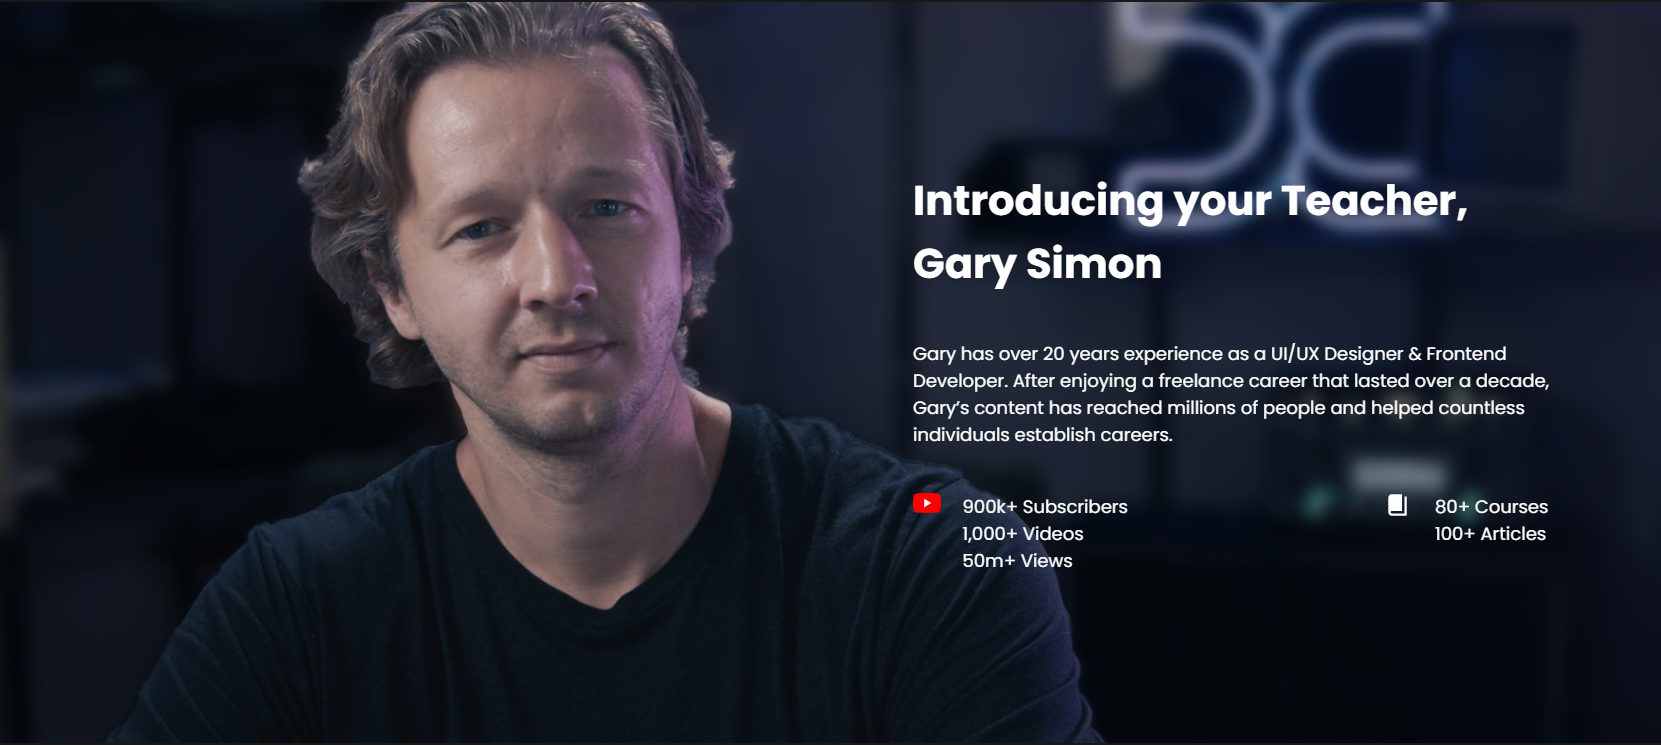 Introducing your Teacher,
Gary Simon
Gary has over 20 years experience as a UI/UX Designer & Frontend
Developer. After enjoying a freelance career that lasted over a decade,
Gary’s content has reached millions of people and helped countless
individuals establish careers.
900k+ Subscribers
1,000+ Videos
50m+ Views
80+ Courses
100+ Articles